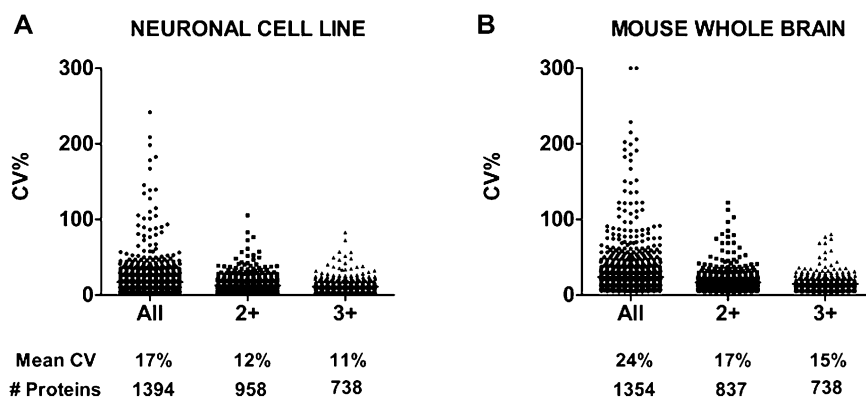 A NEURONAL CELL LINE
CV%
300
200
100
0
All 2+ 3+
Mean CV 17% 12% 11%
# Proteins 1394 958 738
B MOUSE WHOLE BRAIN
CV%
300
200
100
0
All 2+ 3+
24% 17% 15%
1354 837 738